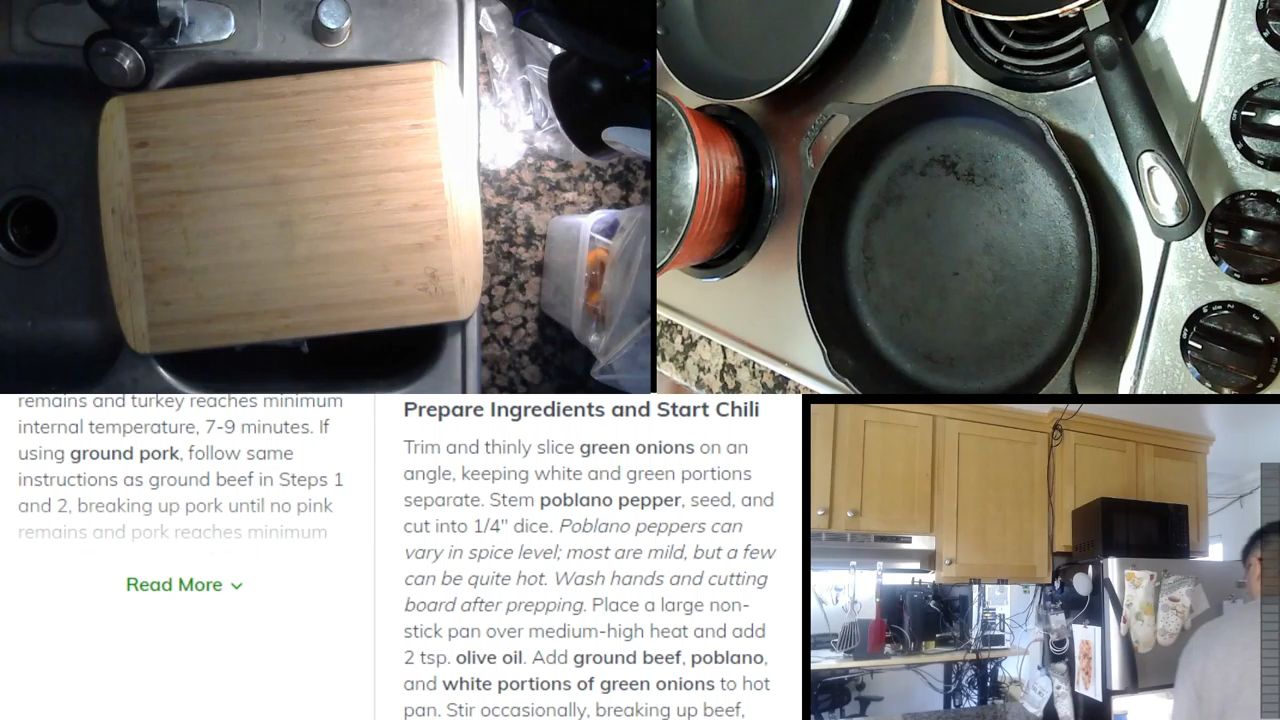 remains and turkey reaches minimum
internal temperature, 7-9 minutes. If
using ground pork, follow same
instructions as ground beef in Steps 1
and 2, breaking up pork until no pink
remains and pork reaches minimum
Read More
Prepare Ingredients and Start Chili
Trim and thinly slice green onions on an
angle, keeping white and green portions
separate. Stem poblano pepper, seed, and
cut into 1/4" dice. Poblano peppers can
vary in spice level; most are mild, but a few
can be quite hot. Wash hands and cutting
board after prepping. Place a large non-
stick pan over medium-high heat and add
2 tsp. olive oil. Add ground beef, poblano,
and white portions of green onions to hot
pan. Stir occasionally, breaking up beef,